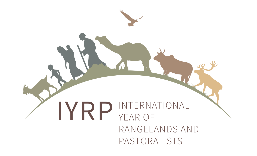 IYRP
INTERNATIONAL
YEAR OF
RANGELANDS AND
PASTORALISTS